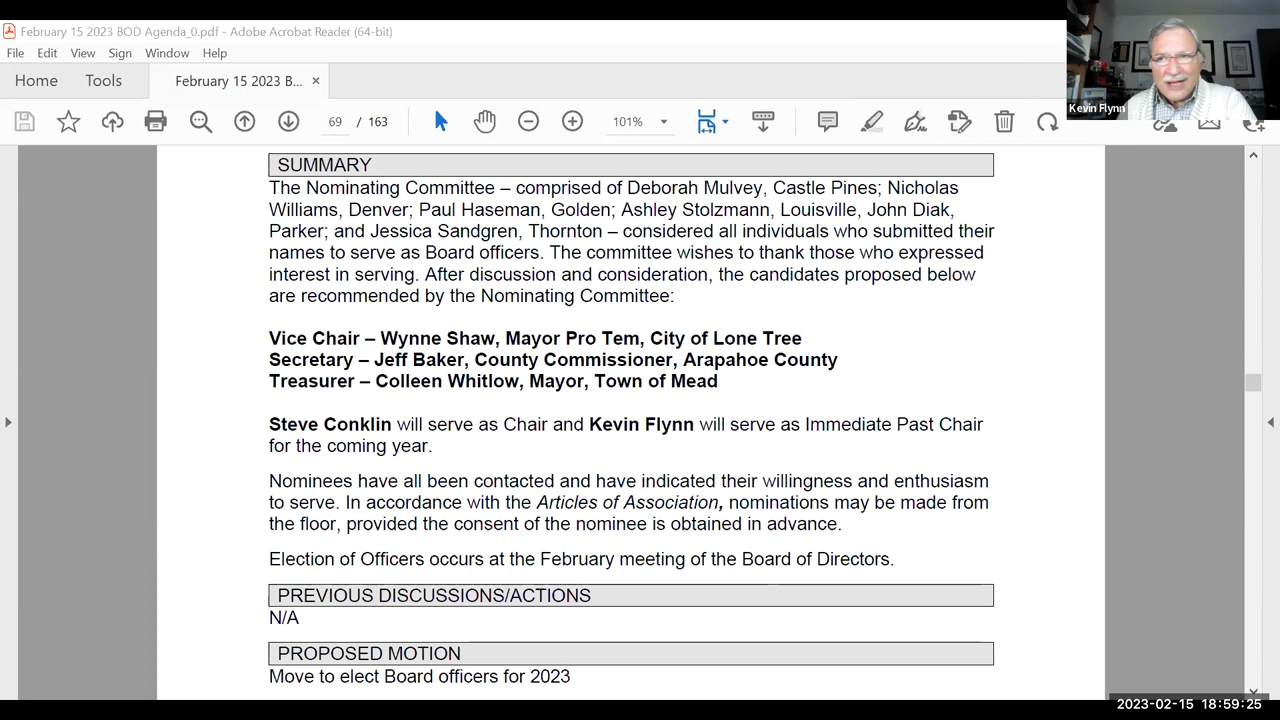 February 15 2023 BOD Agenda_0.pdf - Adobe Acrobat Reader (64-bit)
File Edit View Sign Window Help
Home Tools February 15 2023 B... ×
69 / 163 101%
Kevin Flynn
SUMMARY
The Nominating Committee – comprised of Deborah Mulvey, Castle Pines; Nicholas
Williams, Denver; Paul Haseman, Golden; Ashley Stolzmann, Louisville, John Diak,
Parker; and Jessica Sandgren, Thornton – considered all individuals who submitted their
names to serve as Board officers. The committee wishes to thank those who expressed
interest in serving. After discussion and consideration, the candidates proposed below
are recommended by the Nominating Committee:
Vice Chair – Wynne Shaw, Mayor Pro Tem, City of Lone Tree
Secretary – Jeff Baker, County Commissioner, Arapahoe County
Treasurer – Colleen Whitlow, Mayor, Town of Mead
Steve Conklin will serve as Chair and Kevin Flynn will serve as Immediate Past Chair
for the coming year.
Nominees have all been contacted and have indicated their willingness and enthusiasm
to serve. In accordance with the Articles of Association, nominations may be made from
the floor, provided the consent of the nominee is obtained in advance.
Election of Officers occurs at the February meeting of the Board of Directors.
PREVIOUS DISCUSSIONS/ACTIONS
N/A
PROPOSED MOTION
Move to elect Board officers for 2023
2023-02-15 18:59:25